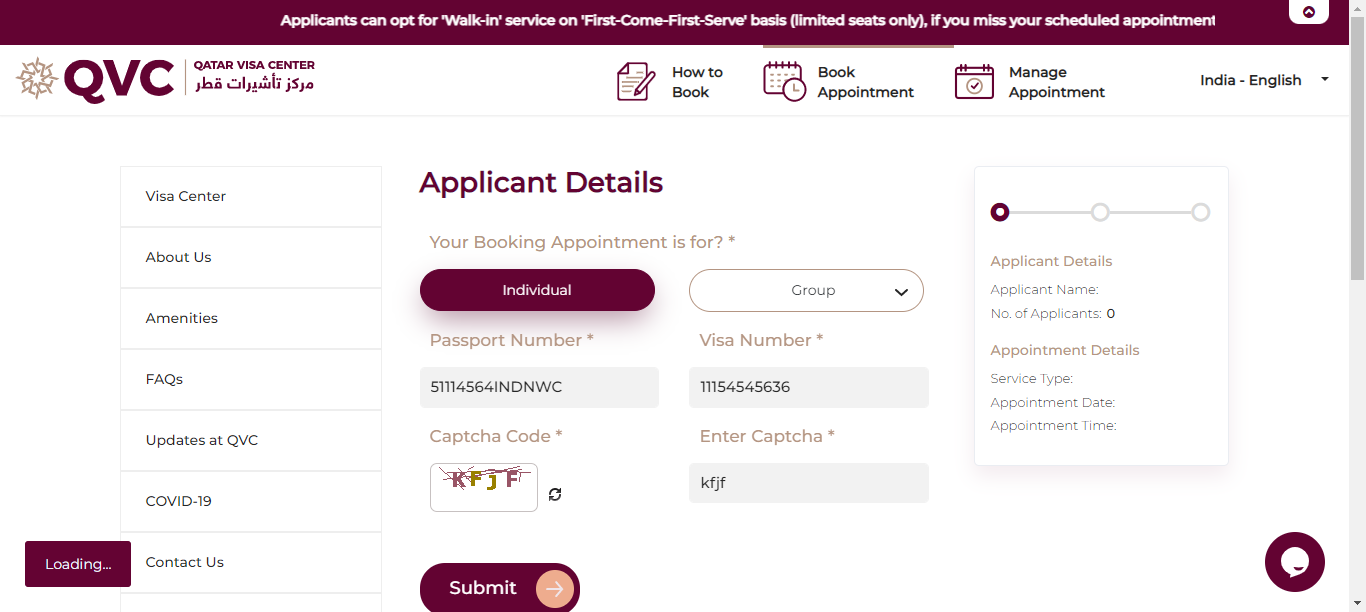 Applicants can opt for 'Walk-in' service on 'First-Come-First-Serve' basis (limited seats only), if you miss your scheduled appointment
QVC
QATAR VISA CENTER
مركز تأشيرات قطر
How to
Book
Book
Appointment
Manage
Appointment
India - English
Visa Center
About Us
Amenities
FAQs
Updates at QVC
COVID-19
Contact Us
Loading...
Applicant Details
Your Booking Appointment is for? *
Individual
Group
Passport Number *
Visa Number *
51114564INDNWC
11154545636
Captcha Code *
Enter Captcha *
KFJF
kfjf
Submit
Applicant Details
Applicant Name:
No. of Applicants: 0
Appointment Details
Service Type:
Appointment Date:
Appointment Time: